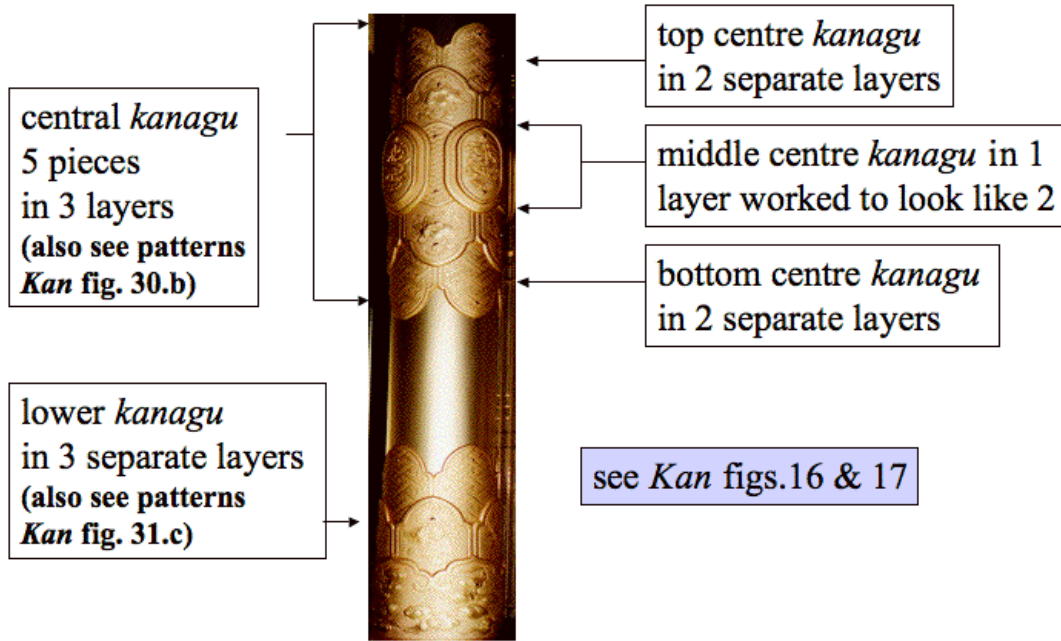 central kanagu
5 pieces
in 3 layers
(also see patterns
Kan fig. 30.b)
lower kanagu
in 3 separate layers
(also see patterns
Kan fig. 31.c)
top centre kanagu
in 2 separate layers
middle centre kanagu in 1
layer worked to look like 2
bottom centre kanagu
in 2 separate layers
see Kan figs.16 & 17